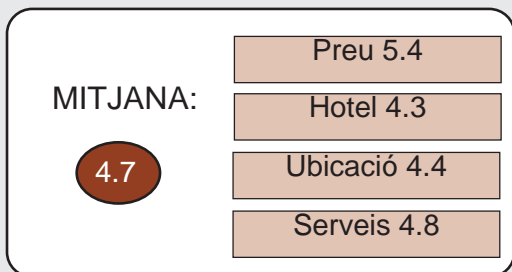 MITJANA:
4.7
Preu 5.4
Hotel 4.3
Ubicació 4.4
Serveis 4.8